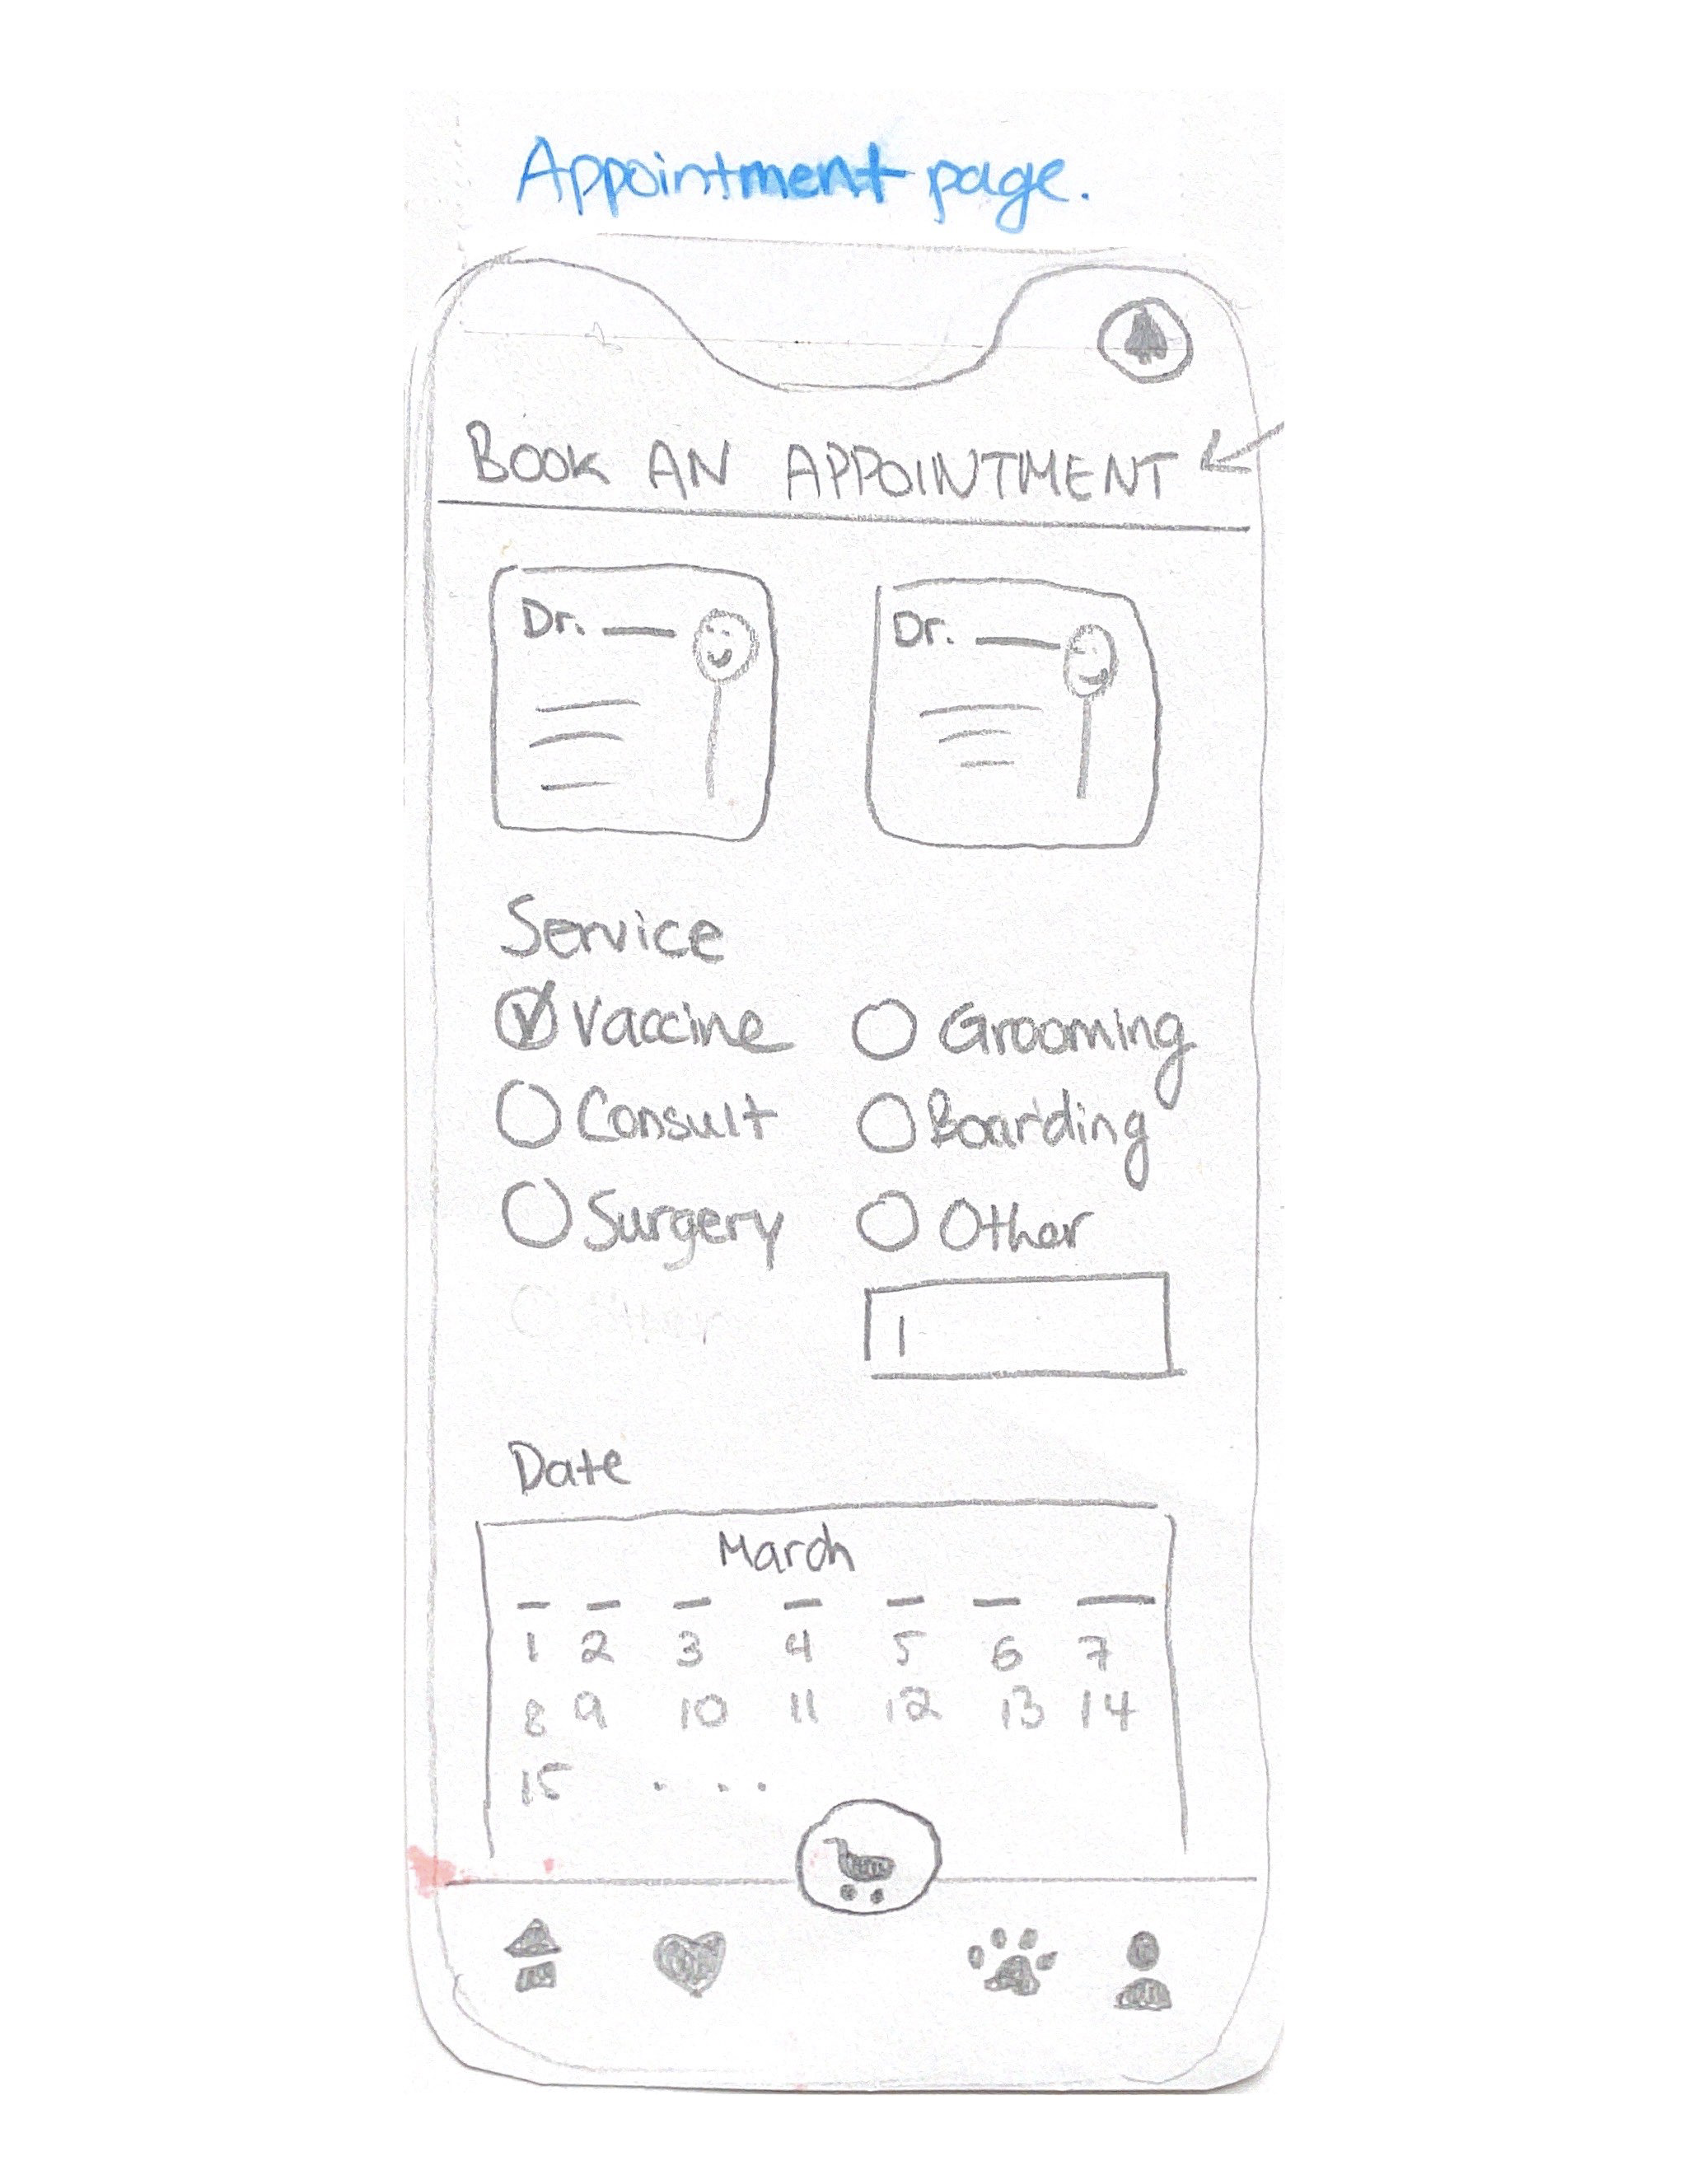 Appointment page.
BOOK AN APPOINTMENT
Dr. Dr.
Service
Vaccine Grooming
Consult Boarding
Surgery Other
Date
March
1 2 3 4 5 6 7
8 9 10 11 12 13 14
15 . . .